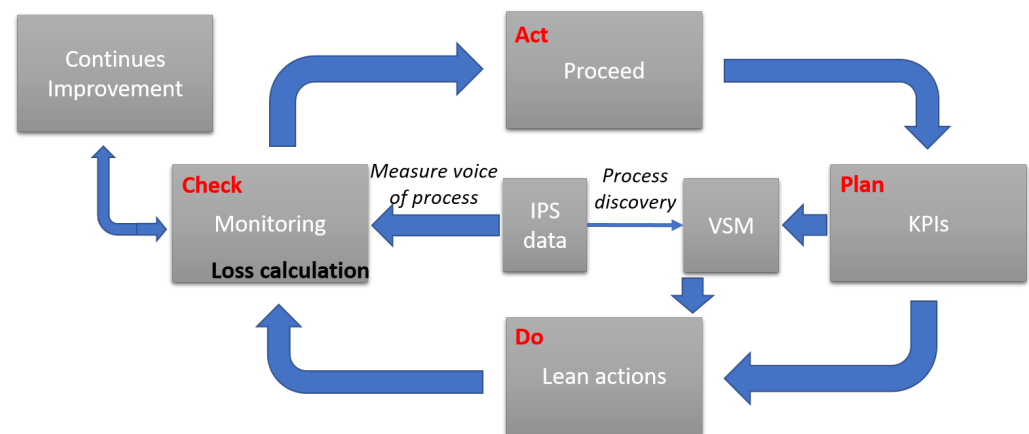 Act
Proceed
Continues
Improvement
Check
Monitoring
Loss calculation
Measure voice
of process
IPS
data
Process
discovery
VSM
Plan
KPIs
Do
Lean actions